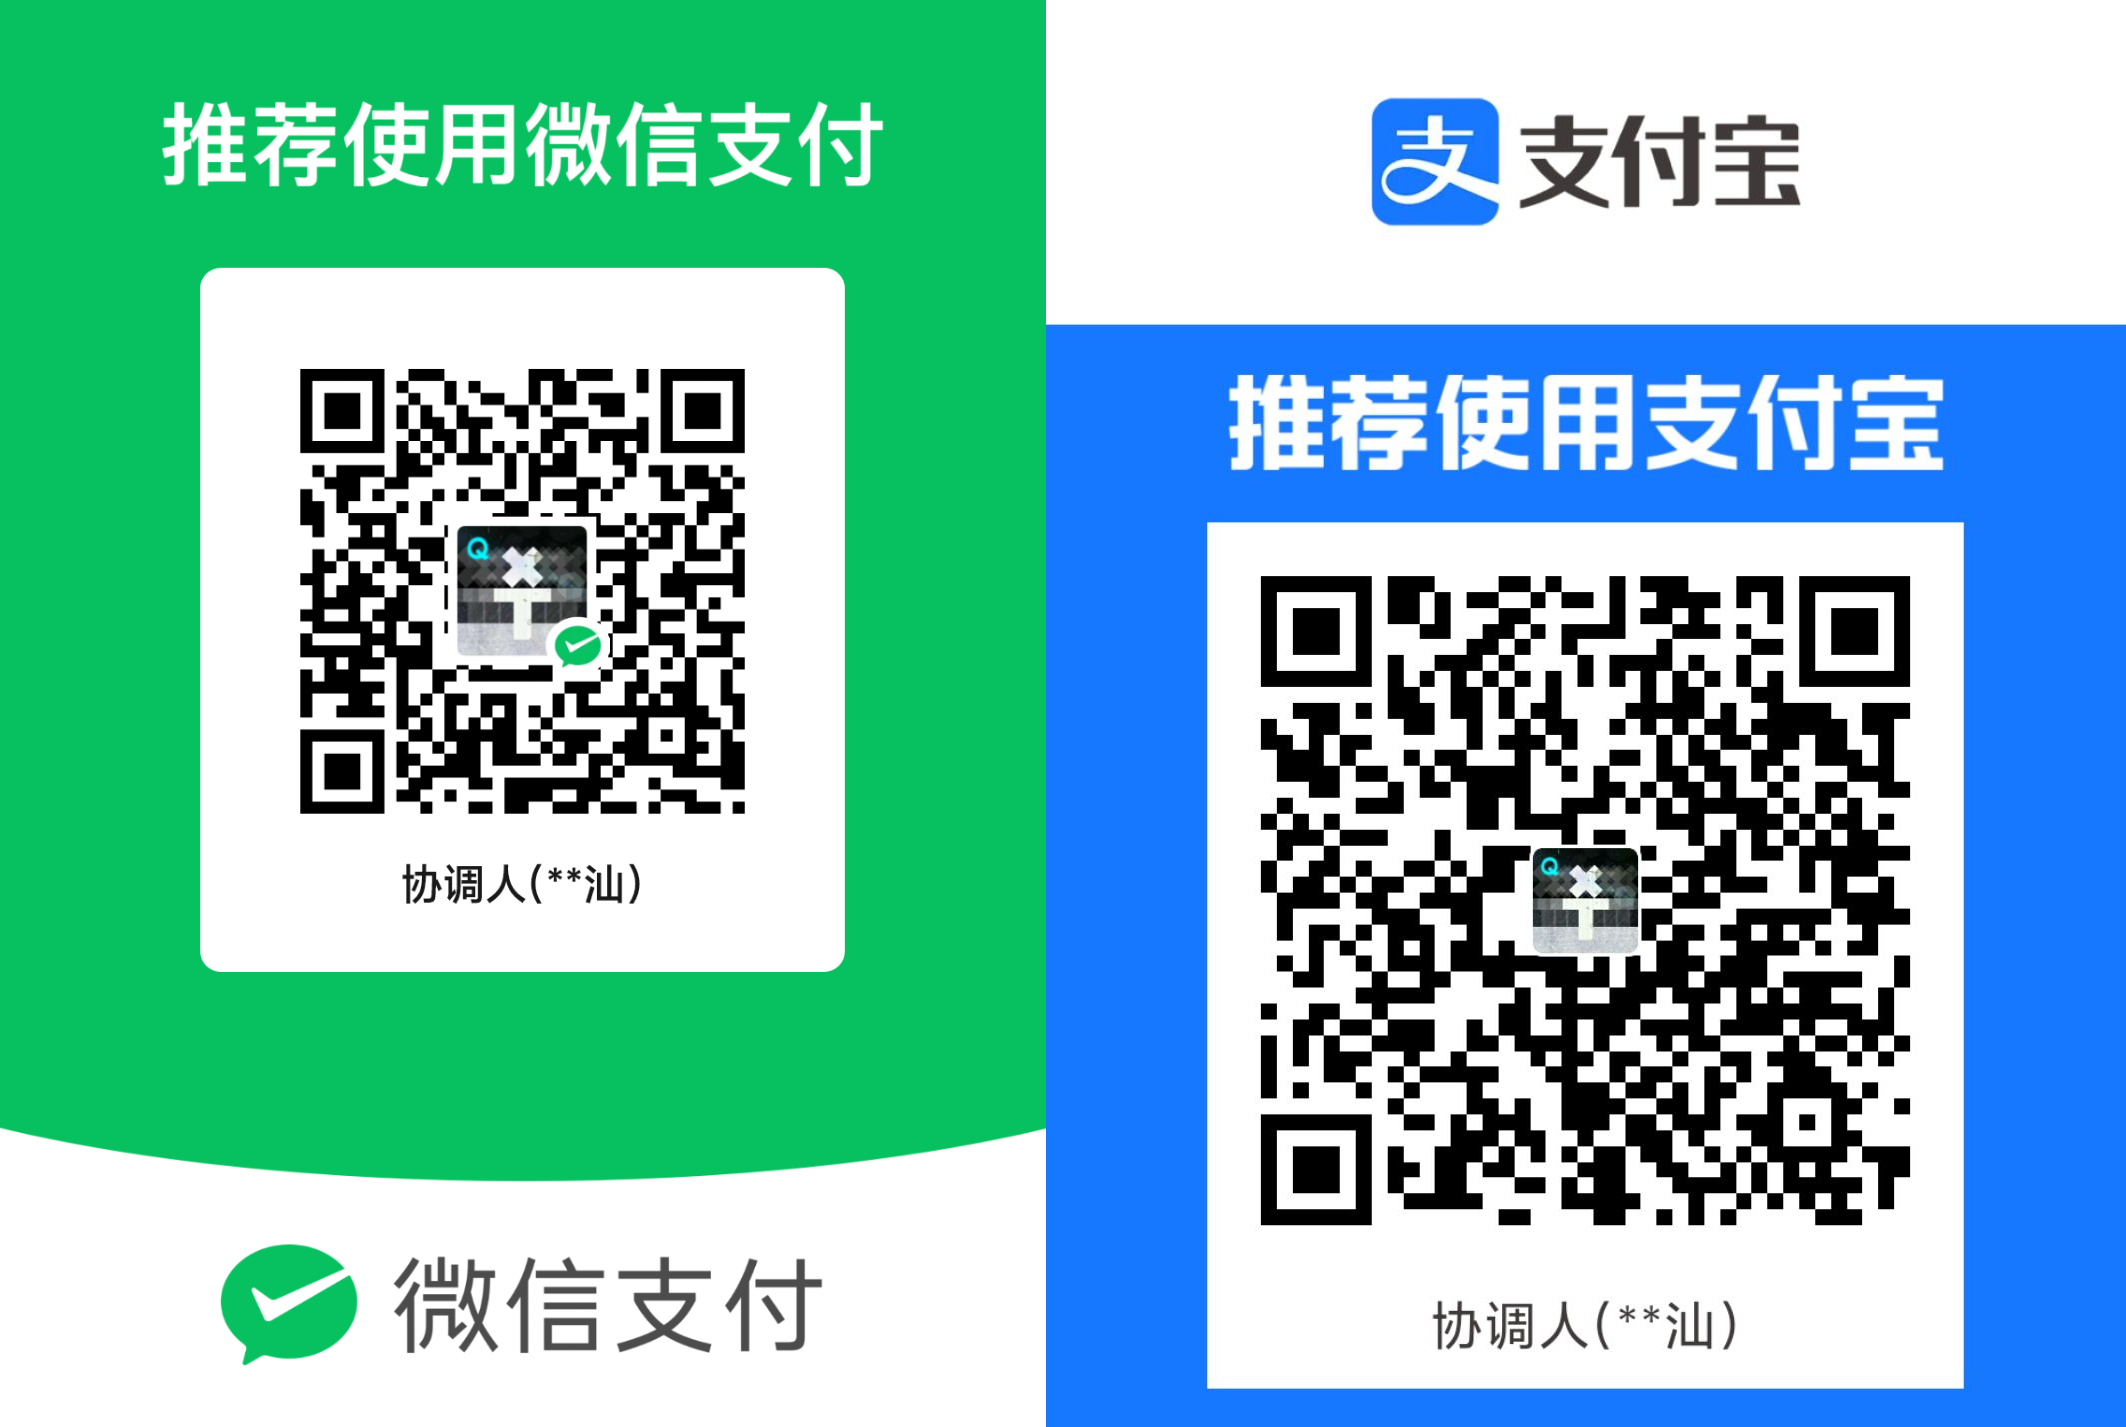 推荐使用微信支付
Q
协调人(**汕)
微信支付
支 支付宝
推荐使用支付宝
Q
协调人(**汕)